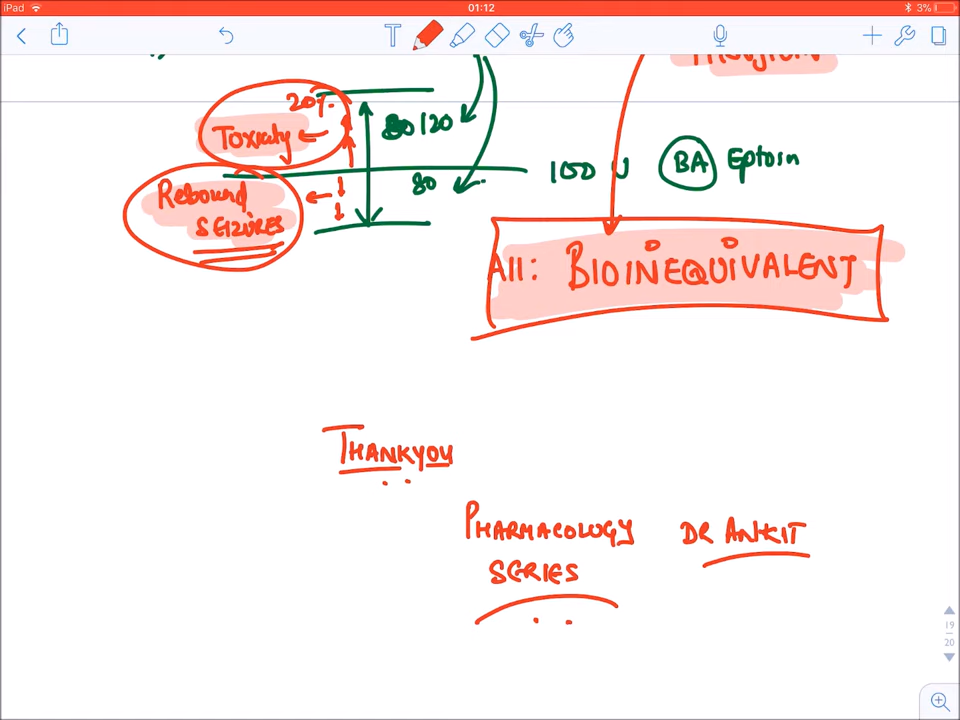 iPad 01:12 3%
T
20%.
Toxicity
120
Rebound
SEIZURES
80
100 U BA Eptoin
All: BIOINEQUIVALENT
THANKYOU
PHARMACOLOGY DR ANKIT
SERIES
19
20